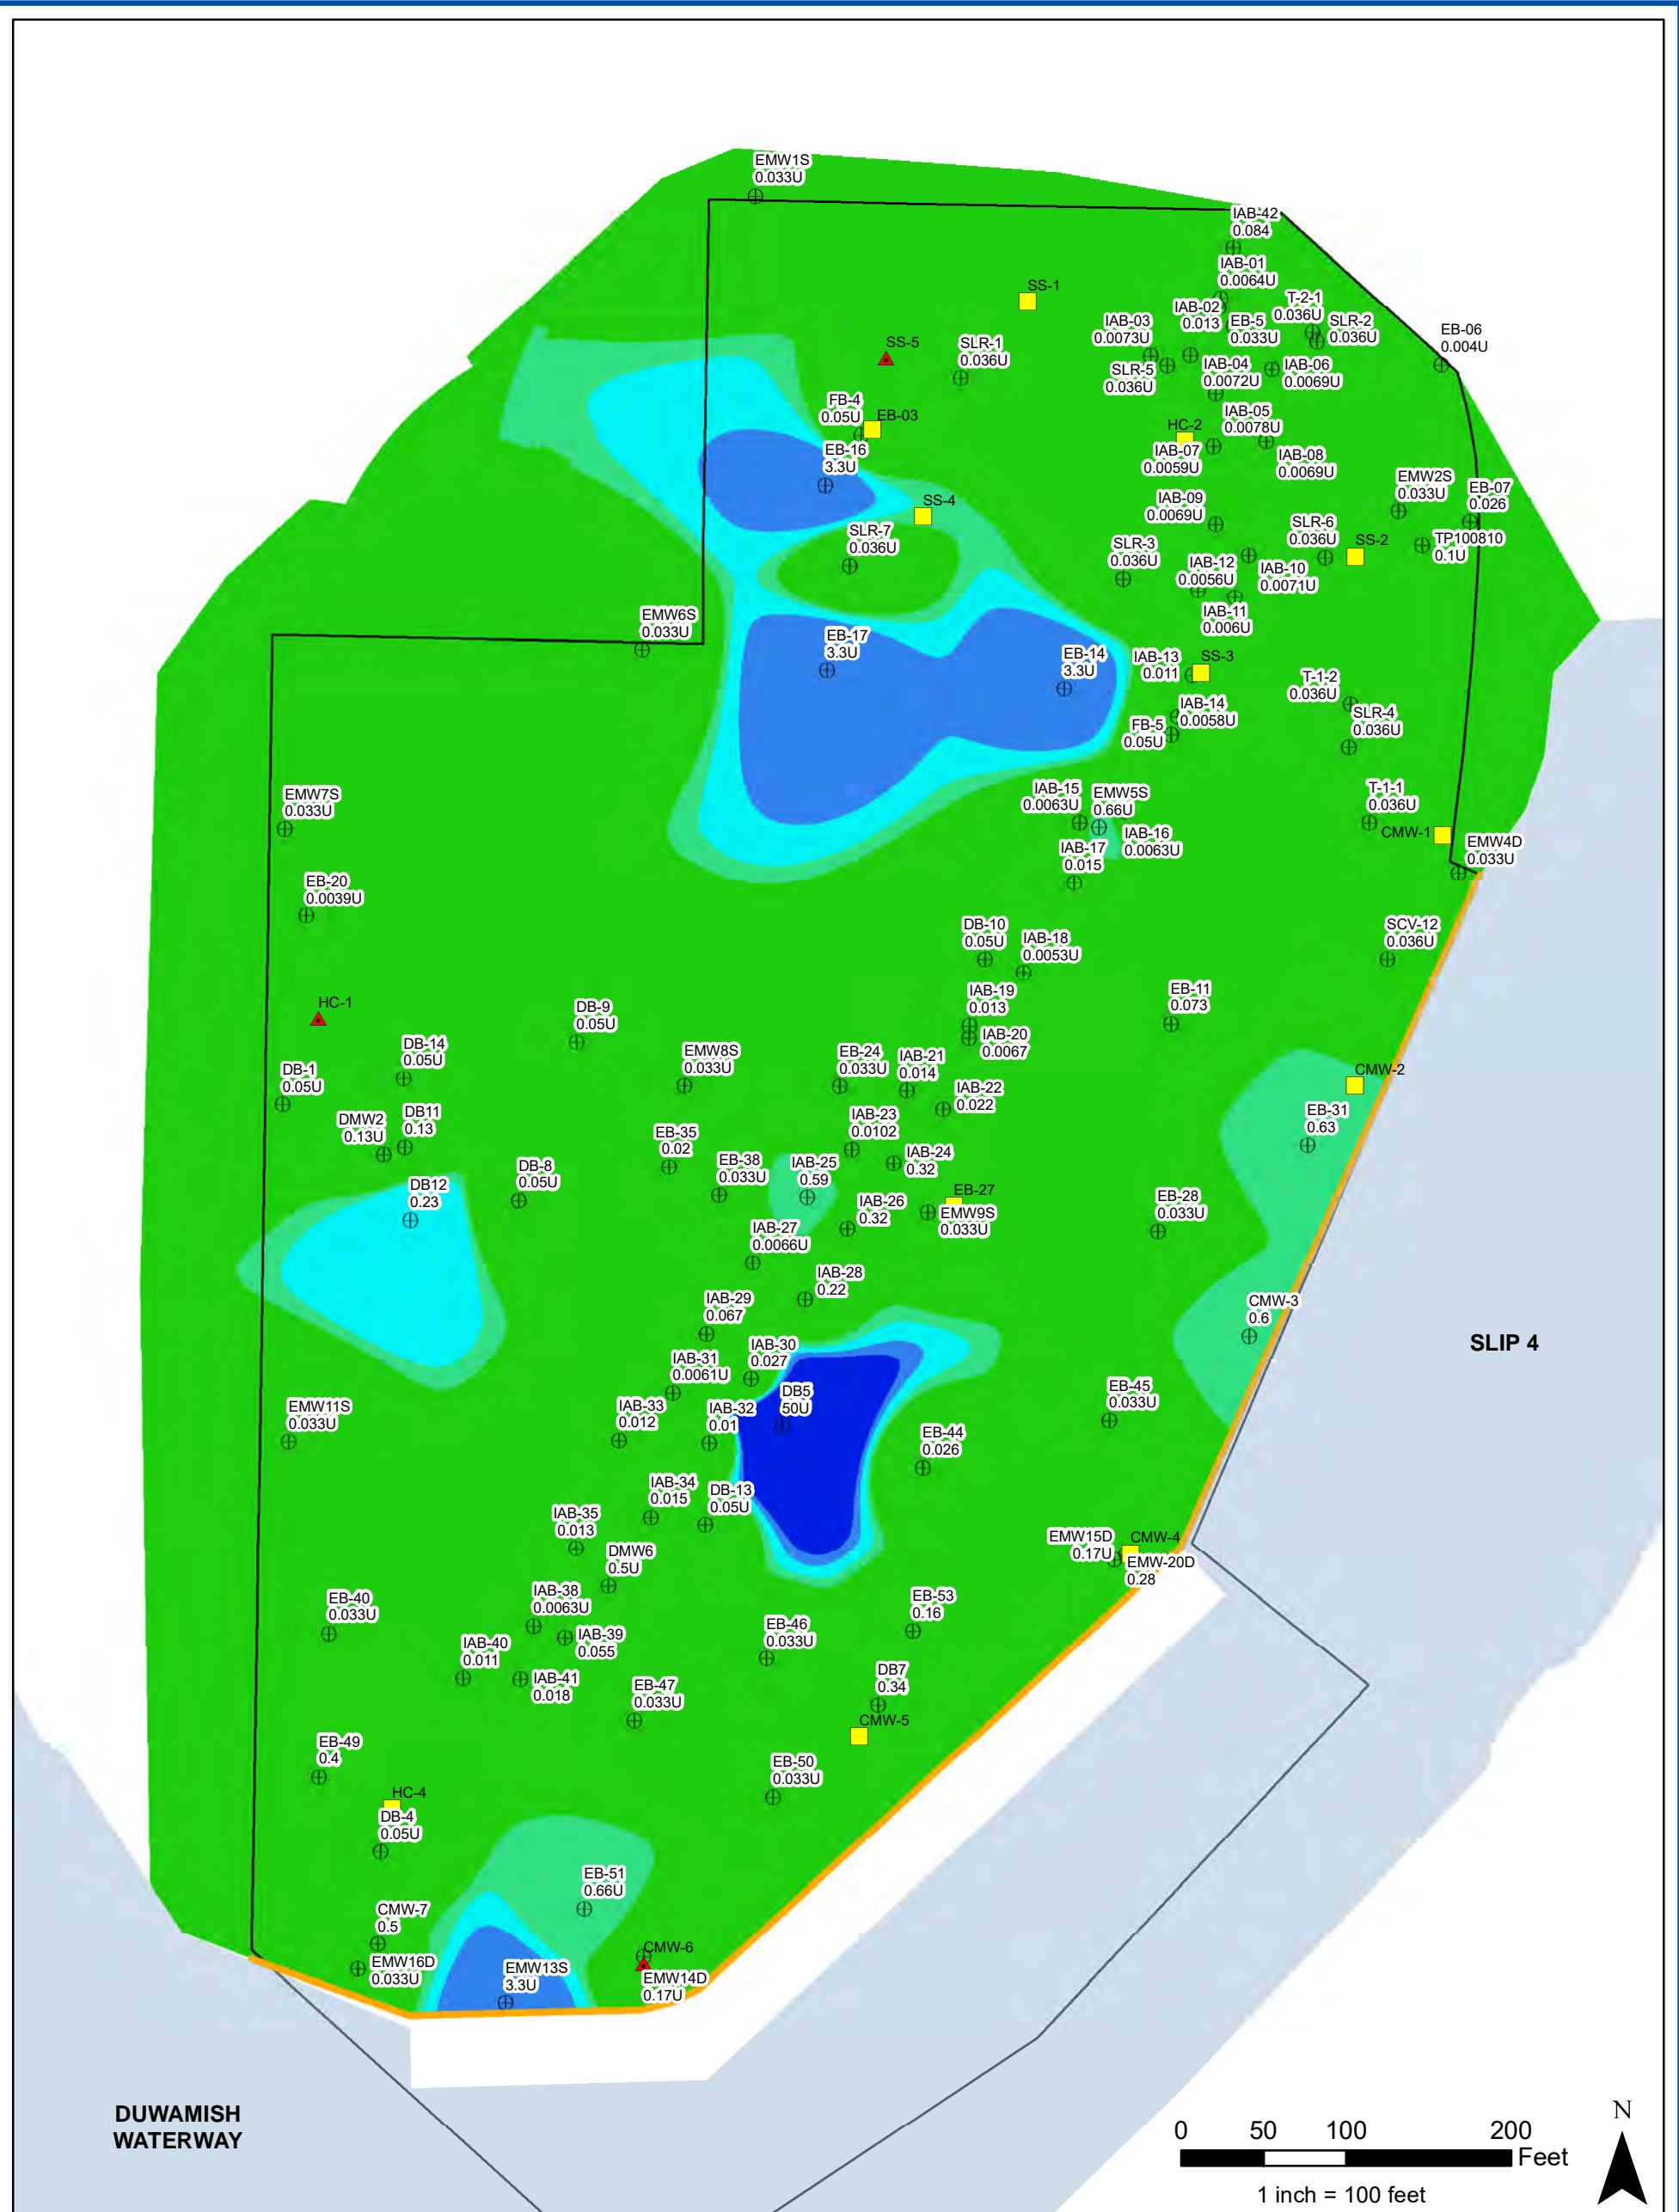 EMW1S
0.033U
IAB-42
0.084
IAB-01
0.0064U
SS-1
T-2-1
0.036U
IAB-02
0.013
IAB-03
0.0073U
EB-5
0.033U
SLR-2
0.036U
EB-06
0.004U
SS-5
SLR-1
0.036U
SLR-5
0.036U
IAB-04
0.0072U
IAB-06
0.0069U
FB-4
0.05U
EB-03
IAB-05
0.0078U
HC-2
EB-16
3.3U
IAB-07
0.0059U
IAB-08
0.0069U
EMW2S
0.033U
EB-07
0.026
SS-4
IAB-09
0.0069U
SLR-6
0.036U
SS-2
TP100810
0.1U
SLR-7
0.036U
SLR-3
0.036U
IAB-12
0.0056U
IAB-10
0.0071U
IAB-11
0.006U
EMW6S
0.033U
EB-17
3.3U
EB-14
3.3U
IAB-13
0.011
SS-3
T-1-2
0.036U
IAB-14
0.0058U
FB-5
0.05U
SLR-4
0.036U
EMW7S
0.033U
IAB-15
0.0063U
EMW5S
0.66U
T-1-1
0.036U
CMW-1
IAB-16
0.0063U
IAB-17
0.015
EMW4D
0.033U
EB-20
0.0039U
DB-10
0.05U
IAB-18
0.0053U
SCV-12
0.036U
HC-1
DB-9
0.05U
IAB-19
0.013
EB-11
0.073
IAB-20
0.0067
DB-14
0.05U
EMW8S
0.033U
EB-24
0.033U
IAB-21
0.014
CMW-2
DB-1
0.05U
IAB-22
0.022
DMW2
0.13U
DB11
0.13
EB-35
0.02
IAB-23
0.0102
EB-31
0.63
DB-8
0.05U
EB-38
0.033U
IAB-25
0.59
IAB-24
0.32
DB12
0.23
IAB-26
0.32
EB-27
EMW9S
0.033U
EB-28
0.033U
IAB-27
0.0066U
IAB-28
0.22
IAB-29
0.067
CMW-3
0.6
SLIP 4
IAB-30
0.027
IAB-31
0.0061U
DB5
50U
EB-45
0.033U
EMW11S
0.033U
IAB-33
0.012
IAB-32
0.01
EB-44
0.026
IAB-34
0.015
DB-13
0.05U
IAB-35
0.013
EMW15D
0.17U
CMW-4
EMW-20D
0.28
DMW6
0.5U
EB-40
0.033U
IAB-38
0.0063U
EB-53
0.16
IAB-40
0.011
IAB-39
0.055
EB-46
0.033U
IAB-41
0.018
EB-47
0.033U
DB7
0.34
CMW-5
EB-49
0.4
EB-50
0.033U
HC-4
DB-4
0.05U
EB-51
0.66U
CMW-7
0.5
CMW-6
EMW16D
0.033U
EMW13S
3.3U
EMW14D
0.17U
DUWAMISH
WATERWAY
N
0 50 100 200
Feet
1 inch = 100 feet